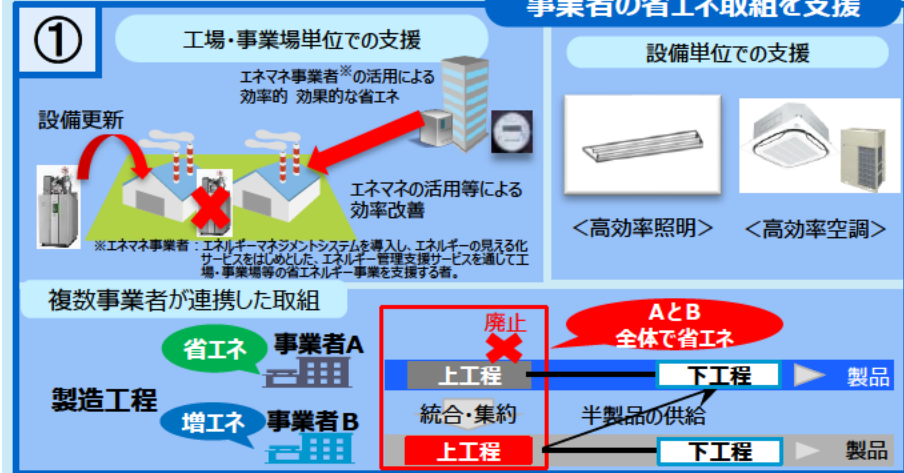 事業者の省エネ取組を支援
①
工場・事業場単位での支援
エネマネ事業者※の活用による
効率的 効果的な省エネ
設備更新
エネマネの活用等による
効率改善
※エネマネ事業者：エネルギーマネジメントシステムを導入し、エネルギーの見える化
サービスをはじめとした、エネルギー管理支援サービスを通じて工
場・事業場等の省エネルギー事業を支援する者。
設備単位での支援
＜高効率照明＞
＜高効率空調＞
複数事業者が連携した取組
製造工程
省エネ
事業者A
増エネ
事業者B
廃止
AとB
全体で省エネ
上工程
下工程
製品
統合・集約
半製品の供給
上工程
下工程
製品